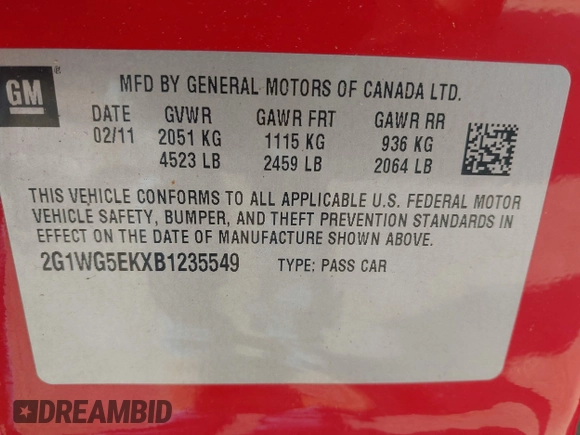 GM ®
MFD BY GENERAL MOTORS OF CANADA LTD.
DATE GVWR GAWR FRT GAWR RR
02/11 2051 KG 1115 KG 936 KG
4523 LB 2459 LB 2064 LB
THIS VEHICLE CONFORMS TO ALL APPLICABLE U.S. FEDERAL MOTOR
VEHICLE SAFETY, BUMPER, AND THEFT PREVENTION STANDARDS IN
EFFECT ON THE DATE OF MANUFACTURE SHOWN ABOVE.
2G1WG5EKXB1235549 TYPE: PASS CAR
DREAMBID